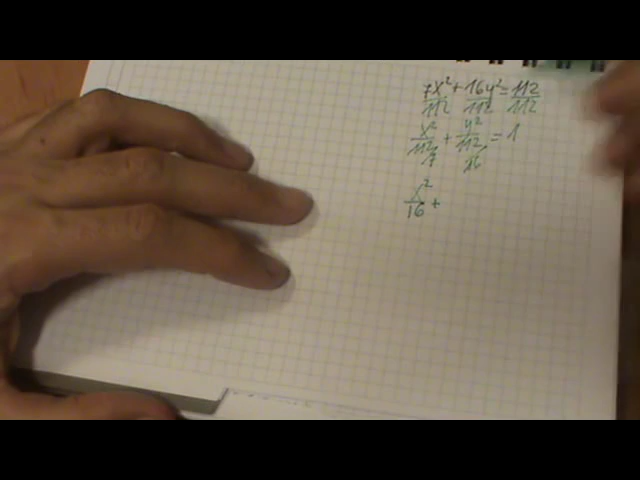 7x²/112 + 16y²/112 = 112/112
x²/(112/7) + y²/(112/16) = 1
x²/16 +